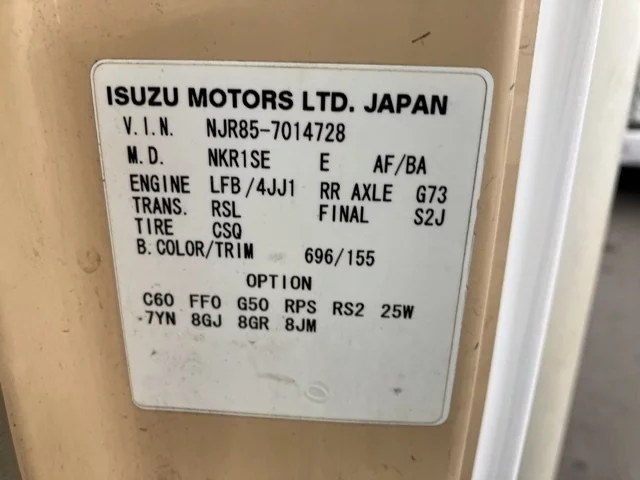 ISUZU MOTORS LTD. JAPAN
V.I.N. NJR85-7014728
M.D. NKR1SE E AF/BA
ENGINE LFB/4JJ1 RR AXLE G73
TRANS. RSL FINAL S2J
TIRE CSQ
B.COLOR/TRIM 696/155
OPTION
C60 FF0 G50 RPS RS2 25W
-7YN 8GJ 8GR 8JM